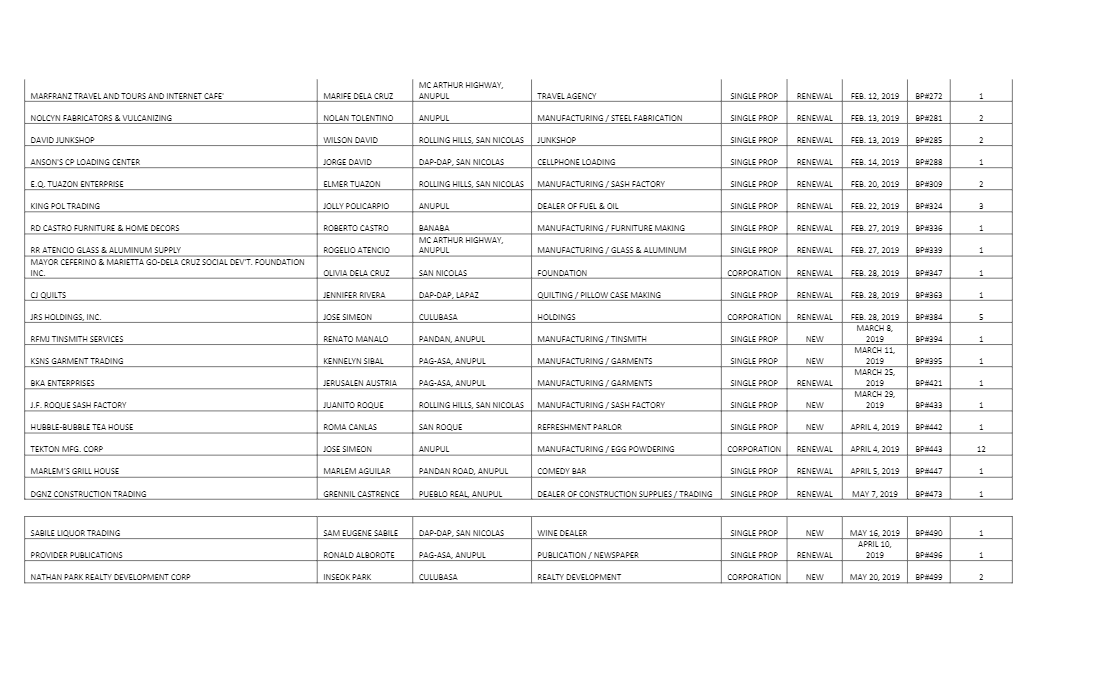 MARFRANZ TRAVEL AND TOURS AND INTERNET CAFE' MARIFE DELA CRUZ MC ARTHUR HIGHWAY, ANUPUL TRAVEL AGENCY SINGLE PROP RENEWAL FEB. 12, 2019 BP#272 1
NOLCYN FABRICATORS & VULCANIZING NOLAN TOLENTINO ANUPUL MANUFACTURING / STEEL FABRICATION SINGLE PROP RENEWAL FEB. 13, 2019 BP#281 2
DAVID JUNKSHOP WILSON DAVID ROLLING HILLS, SAN NICOLAS JUNKSHOP SINGLE PROP RENEWAL FEB. 13, 2019 BP#285 2
ANSON'S CP LOADING CENTER JORGE DAVID DAP-DAP, SAN NICOLAS CELLPHONE LOADING SINGLE PROP RENEWAL FEB. 14, 2019 BP#288 1
E.Q. TUAZON ENTERPRISE ELMER TUAZON ROLLING HILLS, SAN NICOLAS MANUFACTURING / SASH FACTORY SINGLE PROP RENEWAL FEB. 20, 2019 BP#309 2
KING POL TRADING JOLLY POLICARPIO ANUPUL DEALER OF FUEL & OIL SINGLE PROP RENEWAL FEB. 22, 2019 BP#324 3
RD CASTRO FURNITURE & HOME DECORS ROBERTO CASTRO BANABA MANUFACTURING / FURNITURE MAKING SINGLE PROP RENEWAL FEB. 27, 2019 BP#336 1
RR ATENCIO GLASS & ALUMINUM SUPPLY ROGELIO ATENCIO MC ARTHUR HIGHWAY, ANUPUL MANUFACTURING / GLASS & ALUMINUM SINGLE PROP RENEWAL FEB. 27, 2019 BP#339 1
MAYOR CEFERINO & MARIETTA GO-DELA CRUZ SOCIAL DEV'T. FOUNDATION INC. OLIVIA DELA CRUZ SAN NICOLAS FOUNDATION CORPORATION RENEWAL FEB. 28, 2019 BP#347 1
CJ QUILTS JENNIFER RIVERA DAP-DAP, LAPAZ QUILTING / PILLOW CASE MAKING SINGLE PROP RENEWAL FEB. 28, 2019 BP#363 1
JRS HOLDINGS, INC. JOSE SIMEON CULUBASA HOLDINGS CORPORATION RENEWAL FEB. 28, 2019 BP#384 5
RFMJ TINSMITH SERVICES RENATO MANALO PANDAN, ANUPUL MANUFACTURING / TINSMITH SINGLE PROP NEW MARCH 8, 2019 BP#394 1
KSNS GARMENT TRADING KENNELYN SIBAL PAG-ASA, ANUPUL MANUFACTURING / GARMENTS SINGLE PROP NEW MARCH 11, 2019 BP#395 1
BKA ENTERPRISES JERUSALEN AUSTRIA PAG-ASA, ANUPUL MANUFACTURING / GARMENTS SINGLE PROP RENEWAL MARCH 25, 2019 BP#421 1
J.F. ROQUE SASH FACTORY JUANITO ROQUE ROLLING HILLS, SAN NICOLAS MANUFACTURING / SASH FACTORY SINGLE PROP NEW MARCH 29, 2019 BP#433 1
HUBBLE-BUBBLE TEA HOUSE ROMA CANLAS SAN ROQUE REFRESHMENT PARLOR SINGLE PROP NEW APRIL 4, 2019 BP#442 1
TEKTON MFG. CORP JOSE SIMEON ANUPUL MANUFACTURING / EGG POWDERING CORPORATION RENEWAL APRIL 4, 2019 BP#443 12
MARLEM'S GRILL HOUSE MARLEM AGUILAR PANDAN ROAD, ANUPUL COMEDY BAR SINGLE PROP RENEWAL APRIL 5, 2019 BP#447 1
DGNZ CONSTRUCTION TRADING GRENNIL CASTRENCE PUEBLO REAL, ANUPUL DEALER OF CONSTRUCTION SUPPLIES / TRADING SINGLE PROP RENEWAL MAY 7, 2019 BP#473 1
SABILE LIQUOR TRADING SAM EUGENE SABILE DAP-DAP, SAN NICOLAS WINE DEALER SINGLE PROP NEW MAY 16, 2019 BP#490 1
PROVIDER PUBLICATIONS RONALD ALBOROTE PAG-ASA, ANUPUL PUBLICATION / NEWSPAPER SINGLE PROP RENEWAL APRIL 10, 2019 BP#496 1
NATHAN PARK REALTY DEVELOPMENT CORP INSEOK PARK CULUBASA REALTY DEVELOPMENT CORPORATION NEW MAY 20, 2019 BP#499 2